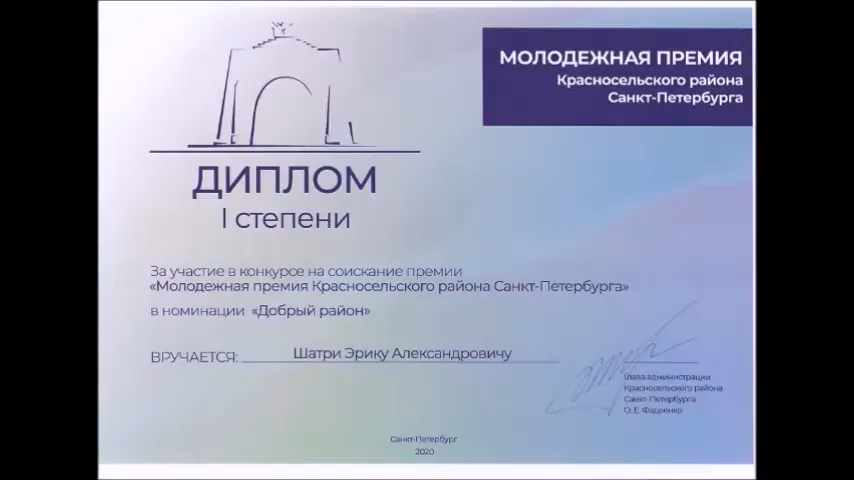 МОЛОДЕЖНАЯ ПРЕМИЯ
Красносельского района
Санкт-Петербурга
ДИПЛОМ
I степени
За участие в конкурсе на соискание премии
«Молодежная премия Красносельского района Санкт-Петербурга»
в номинации «Добрый район»
ВРУЧАЕТСЯ: Шатри Эрику Александровичу
Глава администрации
Красносельского района
Санкт-Петербурга
О. Е. Фадеенко
Санкт-Петербург
2020